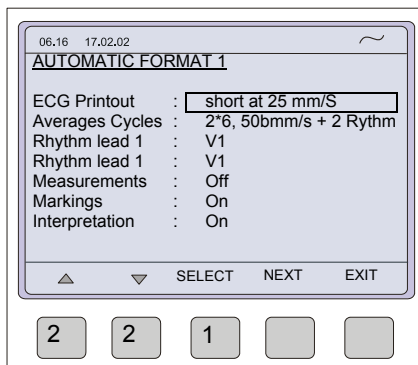 06.16 17.02.02
AUTOMATIC FORMAT 1
ECG Printout : short at 25 mm/S
Averages Cycles : 2*6, 50bmm/s + 2 Rythm
Rhythm lead 1 : V1
Rhythm lead 1 : V1
Measurements : Off
Markings : On
Interpretation : On
SELECT NEXT EXIT
2 2 1